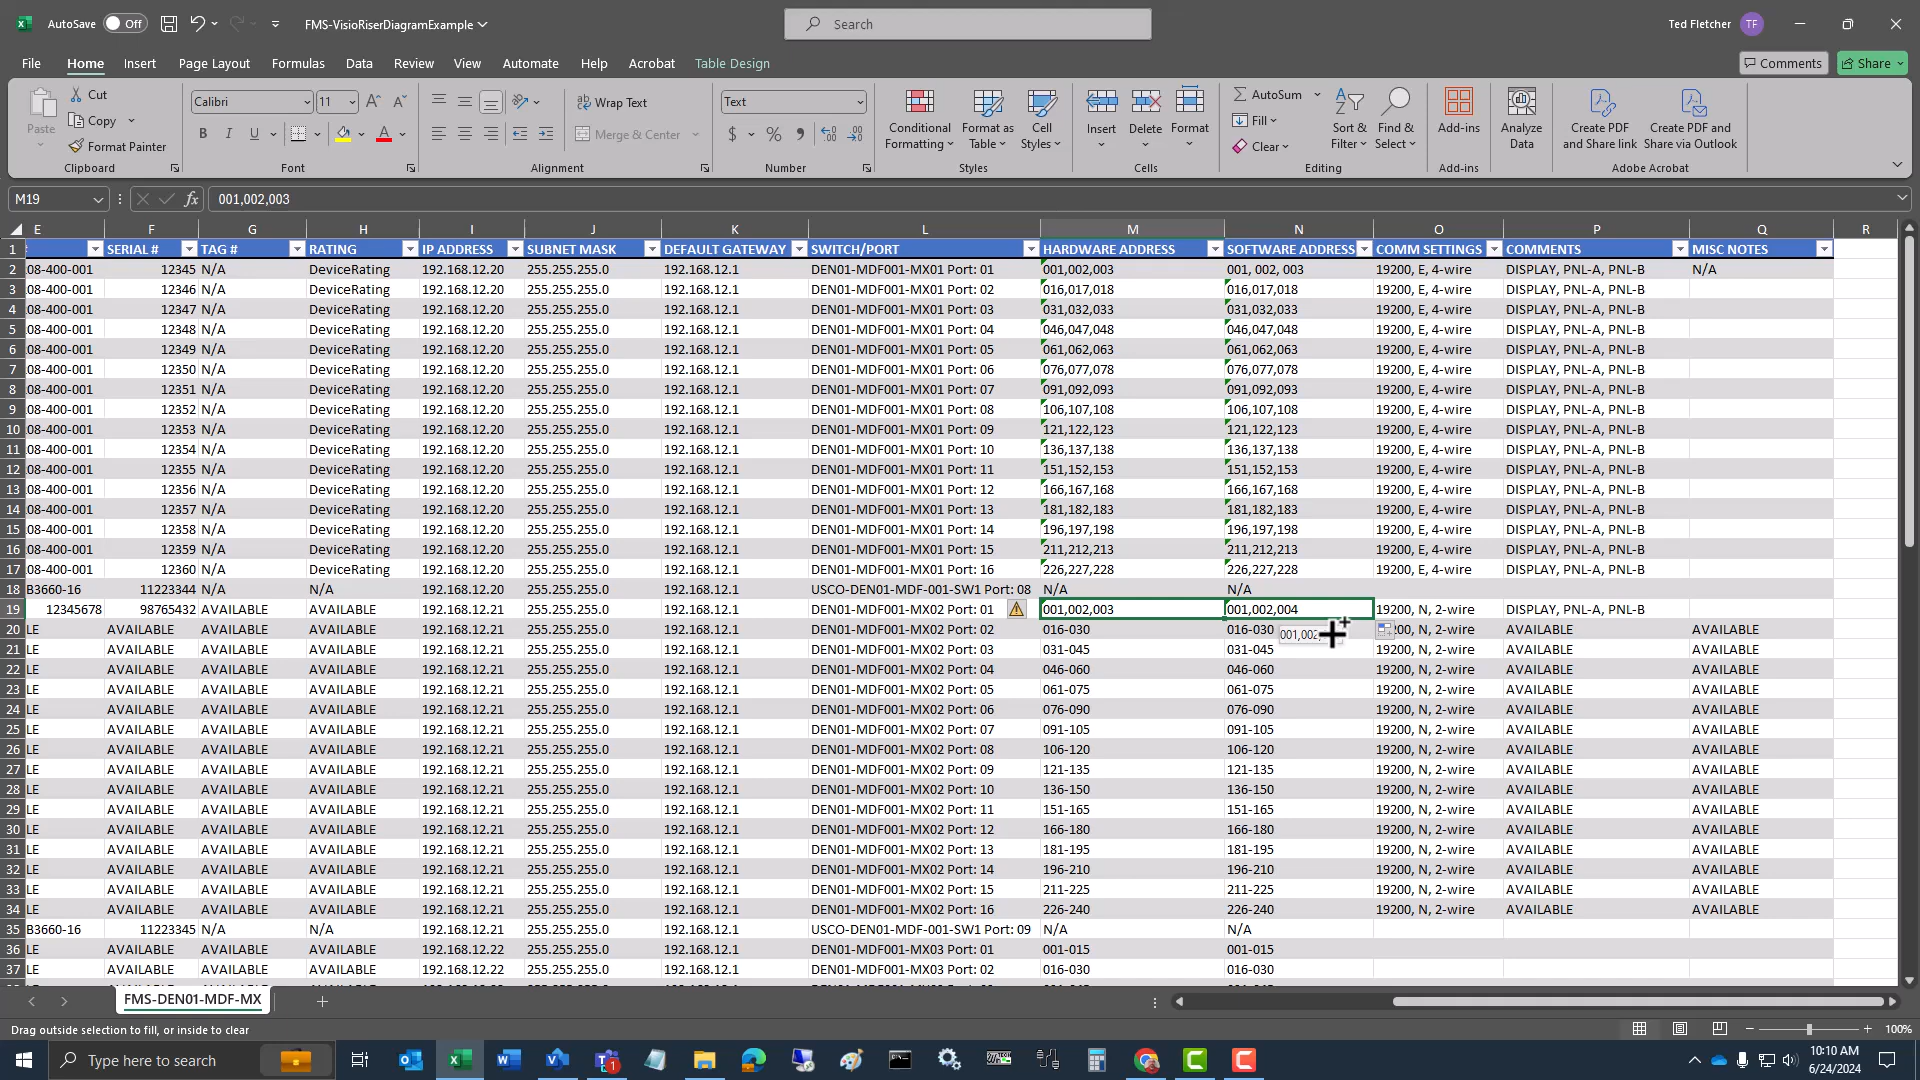 AutoSave Off FMS-VisioRiserDiagramExample Search Ted Fletcher TF
File Home Insert Page Layout Formulas Data Review View Automate Help Acrobat Table Design Comments Share
Paste Cut Copy Format Painter Clipboard
Calibri 11 B I U A Font
Wrap Text Merge & Center Alignment
Text $ % , Number
Conditional Formatting Format as Table Cell Styles Styles
Insert Delete Format Cells
AutoSum Fill Clear Sort & Filter Find & Select Editing
Add-ins Add-ins
Analyze Data
Create PDF and Share link Create PDF and Share via Outlook Adobe Acrobat
M19 fx 001,002,003
E F G H I J K L M N O P Q R
1 SERIAL # TAG # RATING IP ADDRESS SUBNET MASK DEFAULT GATEWAY SWITCH/PORT HARDWARE ADDRESS SOFTWARE ADDRESS COMM SETTINGS COMMENTS MISC NOTES
2 08-400-001 12345 N/A DeviceRating 192.168.12.20 255.255.255.0 192.168.12.1 DEN01-MDF001-MX01 Port: 01 001,002,003 001, 002, 003 19200, E, 4-wire DISPLAY, PNL-A, PNL-B N/A
3 08-400-001 12346 N/A DeviceRating 192.168.12.20 255.255.255.0 192.168.12.1 DEN01-MDF001-MX01 Port: 02 016,017,018 016,017,018 19200, E, 4-wire DISPLAY, PNL-A, PNL-B
4 08-400-001 12347 N/A DeviceRating 192.168.12.20 255.255.255.0 192.168.12.1 DEN01-MDF001-MX01 Port: 03 031,032,033 031,032,033 19200, E, 4-wire DISPLAY, PNL-A, PNL-B
5 08-400-001 12348 N/A DeviceRating 192.168.12.20 255.255.255.0 192.168.12.1 DEN01-MDF001-MX01 Port: 04 046,047,048 046,047,048 19200, E, 4-wire DISPLAY, PNL-A, PNL-B
6 08-400-001 12349 N/A DeviceRating 192.168.12.20 255.255.255.0 192.168.12.1 DEN01-MDF001-MX01 Port: 05 061,062,063 061,062,063 19200, E, 4-wire DISPLAY, PNL-A, PNL-B
7 08-400-001 12350 N/A DeviceRating 192.168.12.20 255.255.255.0 192.168.12.1 DEN01-MDF001-MX01 Port: 06 076,077,078 076,077,078 19200, E, 4-wire DISPLAY, PNL-A, PNL-B
8 08-400-001 12351 N/A DeviceRating 192.168.12.20 255.255.255.0 192.168.12.1 DEN01-MDF001-MX01 Port: 07 091,092,093 091,092,093 19200, E, 4-wire DISPLAY, PNL-A, PNL-B
9 08-400-001 12352 N/A DeviceRating 192.168.12.20 255.255.255.0 192.168.12.1 DEN01-MDF001-MX01 Port: 08 106,107,108 106,107,108 19200, E, 4-wire DISPLAY, PNL-A, PNL-B
10 08-400-001 12353 N/A DeviceRating 192.168.12.20 255.255.255.0 192.168.12.1 DEN01-MDF001-MX01 Port: 09 121,122,123 121,122,123 19200, E, 4-wire DISPLAY, PNL-A, PNL-B
11 08-400-001 12354 N/A DeviceRating 192.168.12.20 255.255.255.0 192.168.12.1 DEN01-MDF001-MX01 Port: 10 136,137,138 136,137,138 19200, E, 4-wire DISPLAY, PNL-A, PNL-B
12 08-400-001 12355 N/A DeviceRating 192.168.12.20 255.255.255.0 192.168.12.1 DEN01-MDF001-MX01 Port: 11 151,152,153 151,152,153 19200, E, 4-wire DISPLAY, PNL-A, PNL-B
13 08-400-001 12356 N/A DeviceRating 192.168.12.20 255.255.255.0 192.168.12.1 DEN01-MDF001-MX01 Port: 12 166,167,168 166,167,168 19200, E, 4-wire DISPLAY, PNL-A, PNL-B
14 08-400-001 12357 N/A DeviceRating 192.168.12.20 255.255.255.0 192.168.12.1 DEN01-MDF001-MX01 Port: 13 181,182,183 181,182,183 19200, E, 4-wire DISPLAY, PNL-A, PNL-B
15 08-400-001 12358 N/A DeviceRating 192.168.12.20 255.255.255.0 192.168.12.1 DEN01-MDF001-MX01 Port: 14 196,197,198 196,197,198 19200, E, 4-wire DISPLAY, PNL-A, PNL-B
16 08-400-001 12359 N/A DeviceRating 192.168.12.20 255.255.255.0 192.168.12.1 DEN01-MDF001-MX01 Port: 15 211,212,213 211,212,213 19200, E, 4-wire DISPLAY, PNL-A, PNL-B
17 08-400-001 12360 N/A DeviceRating 192.168.12.20 255.255.255.0 192.168.12.1 DEN01-MDF001-MX01 Port: 16 226,227,228 226,227,228 19200, E, 4-wire DISPLAY, PNL-A, PNL-B
18 B3660-16 11223344 N/A N/A 192.168.12.20 255.255.255.0 192.168.12.1 USCO-DEN01-MDF-001-SW1 Port: 08 N/A N/A
19 12345678 98765432 AVAILABLE AVAILABLE 192.168.12.21 255.255.255.0 192.168.12.1 DEN01-MDF001-MX02 Port: 01 001,002,003 001,002,004 19200, N, 2-wire DISPLAY, PNL-A, PNL-B
20 LE AVAILABLE AVAILABLE AVAILABLE 192.168.12.21 255.255.255.0 192.168.12.1 DEN01-MDF001-MX02 Port: 02 016-030 016-030 001,002, 00, N, 2-wire AVAILABLE AVAILABLE
21 LE AVAILABLE AVAILABLE AVAILABLE 192.168.12.21 255.255.255.0 192.168.12.1 DEN01-MDF001-MX02 Port: 03 031-045 031-045 19200, N, 2-wire AVAILABLE AVAILABLE
22 LE AVAILABLE AVAILABLE AVAILABLE 192.168.12.21 255.255.255.0 192.168.12.1 DEN01-MDF001-MX02 Port: 04 046-060 046-060 19200, N, 2-wire AVAILABLE AVAILABLE
23 LE AVAILABLE AVAILABLE AVAILABLE 192.168.12.21 255.255.255.0 192.168.12.1 DEN01-MDF001-MX02 Port: 05 061-075 061-075 19200, N, 2-wire AVAILABLE AVAILABLE
24 LE AVAILABLE AVAILABLE AVAILABLE 192.168.12.21 255.255.255.0 192.168.12.1 DEN01-MDF001-MX02 Port: 06 076-090 076-090 19200, N, 2-wire AVAILABLE AVAILABLE
25 LE AVAILABLE AVAILABLE AVAILABLE 192.168.12.21 255.255.255.0 192.168.12.1 DEN01-MDF001-MX02 Port: 07 091-105 091-105 19200, N, 2-wire AVAILABLE AVAILABLE
26 LE AVAILABLE AVAILABLE AVAILABLE 192.168.12.21 255.255.255.0 192.168.12.1 DEN01-MDF001-MX02 Port: 08 106-120 106-120 19200, N, 2-wire AVAILABLE AVAILABLE
27 LE AVAILABLE AVAILABLE AVAILABLE 192.168.12.21 255.255.255.0 192.168.12.1 DEN01-MDF001-MX02 Port: 09 121-135 121-135 19200, N, 2-wire AVAILABLE AVAILABLE
28 LE AVAILABLE AVAILABLE AVAILABLE 192.168.12.21 255.255.255.0 192.168.12.1 DEN01-MDF001-MX02 Port: 10 136-150 136-150 19200, N, 2-wire AVAILABLE AVAILABLE
29 LE AVAILABLE AVAILABLE AVAILABLE 192.168.12.21 255.255.255.0 192.168.12.1 DEN01-MDF001-MX02 Port: 11 151-165 151-165 19200, N, 2-wire AVAILABLE AVAILABLE
30 LE AVAILABLE AVAILABLE AVAILABLE 192.168.12.21 255.255.255.0 192.168.12.1 DEN01-MDF001-MX02 Port: 12 166-180 166-180 19200, N, 2-wire AVAILABLE AVAILABLE
31 LE AVAILABLE AVAILABLE AVAILABLE 192.168.12.21 255.255.255.0 192.168.12.1 DEN01-MDF001-MX02 Port: 13 181-195 181-195 19200, N, 2-wire AVAILABLE AVAILABLE
32 LE AVAILABLE AVAILABLE AVAILABLE 192.168.12.21 255.255.255.0 192.168.12.1 DEN01-MDF001-MX02 Port: 14 196-210 196-210 19200, N, 2-wire AVAILABLE AVAILABLE
33 LE AVAILABLE AVAILABLE AVAILABLE 192.168.12.21 255.255.255.0 192.168.12.1 DEN01-MDF001-MX02 Port: 15 211-225 211-225 19200, N, 2-wire AVAILABLE AVAILABLE
34 LE AVAILABLE AVAILABLE AVAILABLE 192.168.12.21 255.255.255.0 192.168.12.1 DEN01-MDF001-MX02 Port: 16 226-240 226-240 19200, N, 2-wire AVAILABLE AVAILABLE
35 B3660-16 11223345 N/A N/A 192.168.12.21 255.255.255.0 192.168.12.1 USCO-DEN01-MDF-001-SW1 Port: 09 N/A N/A
36 LE AVAILABLE AVAILABLE AVAILABLE 192.168.12.22 255.255.255.0 192.168.12.1 DEN01-MDF001-MX03 Port: 01 001-015 001-015
37 LE AVAILABLE AVAILABLE AVAILABLE 192.168.12.22 255.255.255.0 192.168.12.1 DEN01-MDF001-MX03 Port: 02 016-030 016-030
FMS-DEN01-MDF-MX
Drag outside selection to fill, or inside to clear 100%
Type here to search 1 10:10 AM
6/24/2024